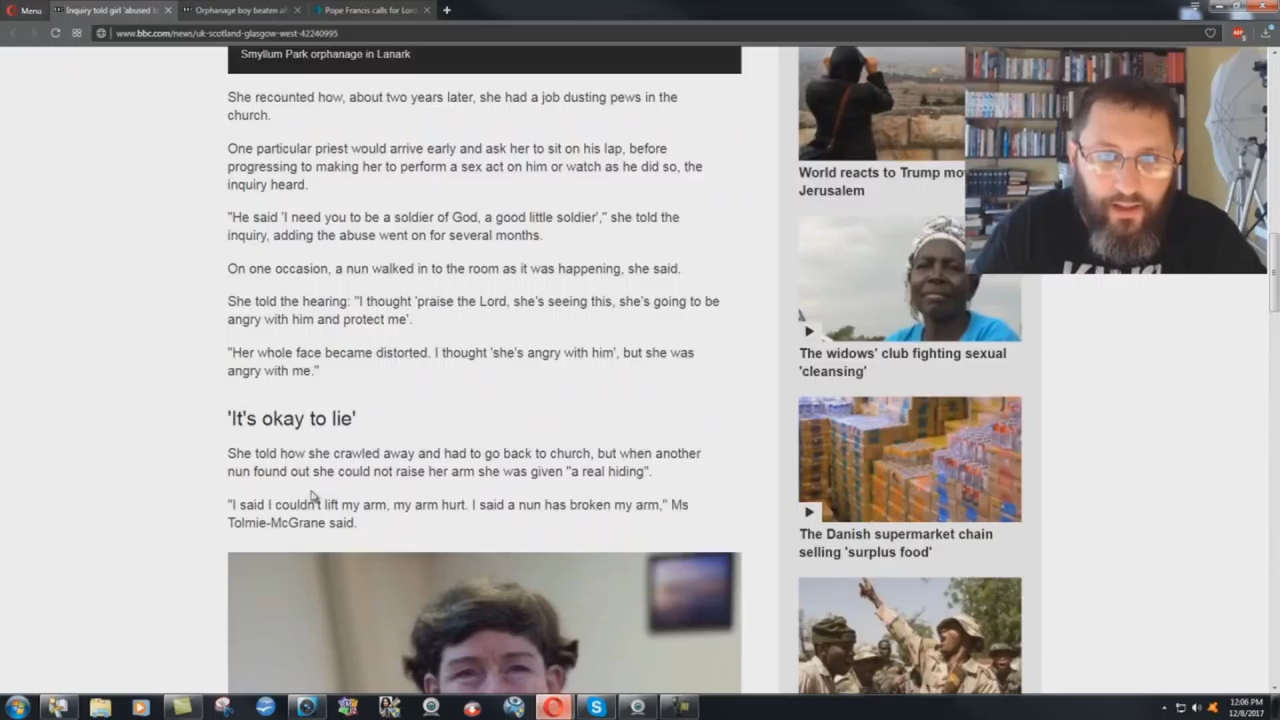 Menu
Inquiry told girl 'abused b
Orphanage boy beaten af
Pope Francis calls for Lord
www.bbc.com/news/uk-scotland-glasgow-west-42240995
Smyllum Park orphanage in Lanark
She recounted how, about two years later, she had a job dusting pews in the
church.
One particular priest would arrive early and ask her to sit on his lap, before
progressing to making her to perform a sex act on him or watch as he did so, the
inquiry heard.
"He said 'I need you to be a soldier of God, a good little soldier'," she told the
inquiry, adding the abuse went on for several months.
On one occasion, a nun walked in to the room as it was happening, she said.
She told the hearing: "I thought 'praise the Lord, she's seeing this, she's going to be
angry with him and protect me'.
"Her whole face became distorted. I thought 'she's angry with him', but she was
angry with me."
'It's okay to lie'
She told how she crawled away and had to go back to church, but when another
nun found out she could not raise her arm she was given "a real hiding".
"I said I couldn't lift my arm, my arm hurt. I said a nun has broken my arm," Ms
Tolmie-McGrane said.
World reacts to Trump mo
Jerusalem
The widows' club fighting sexual
'cleansing'
The Danish supermarket chain
selling 'surplus food'
12:06 PM
12/8/2017